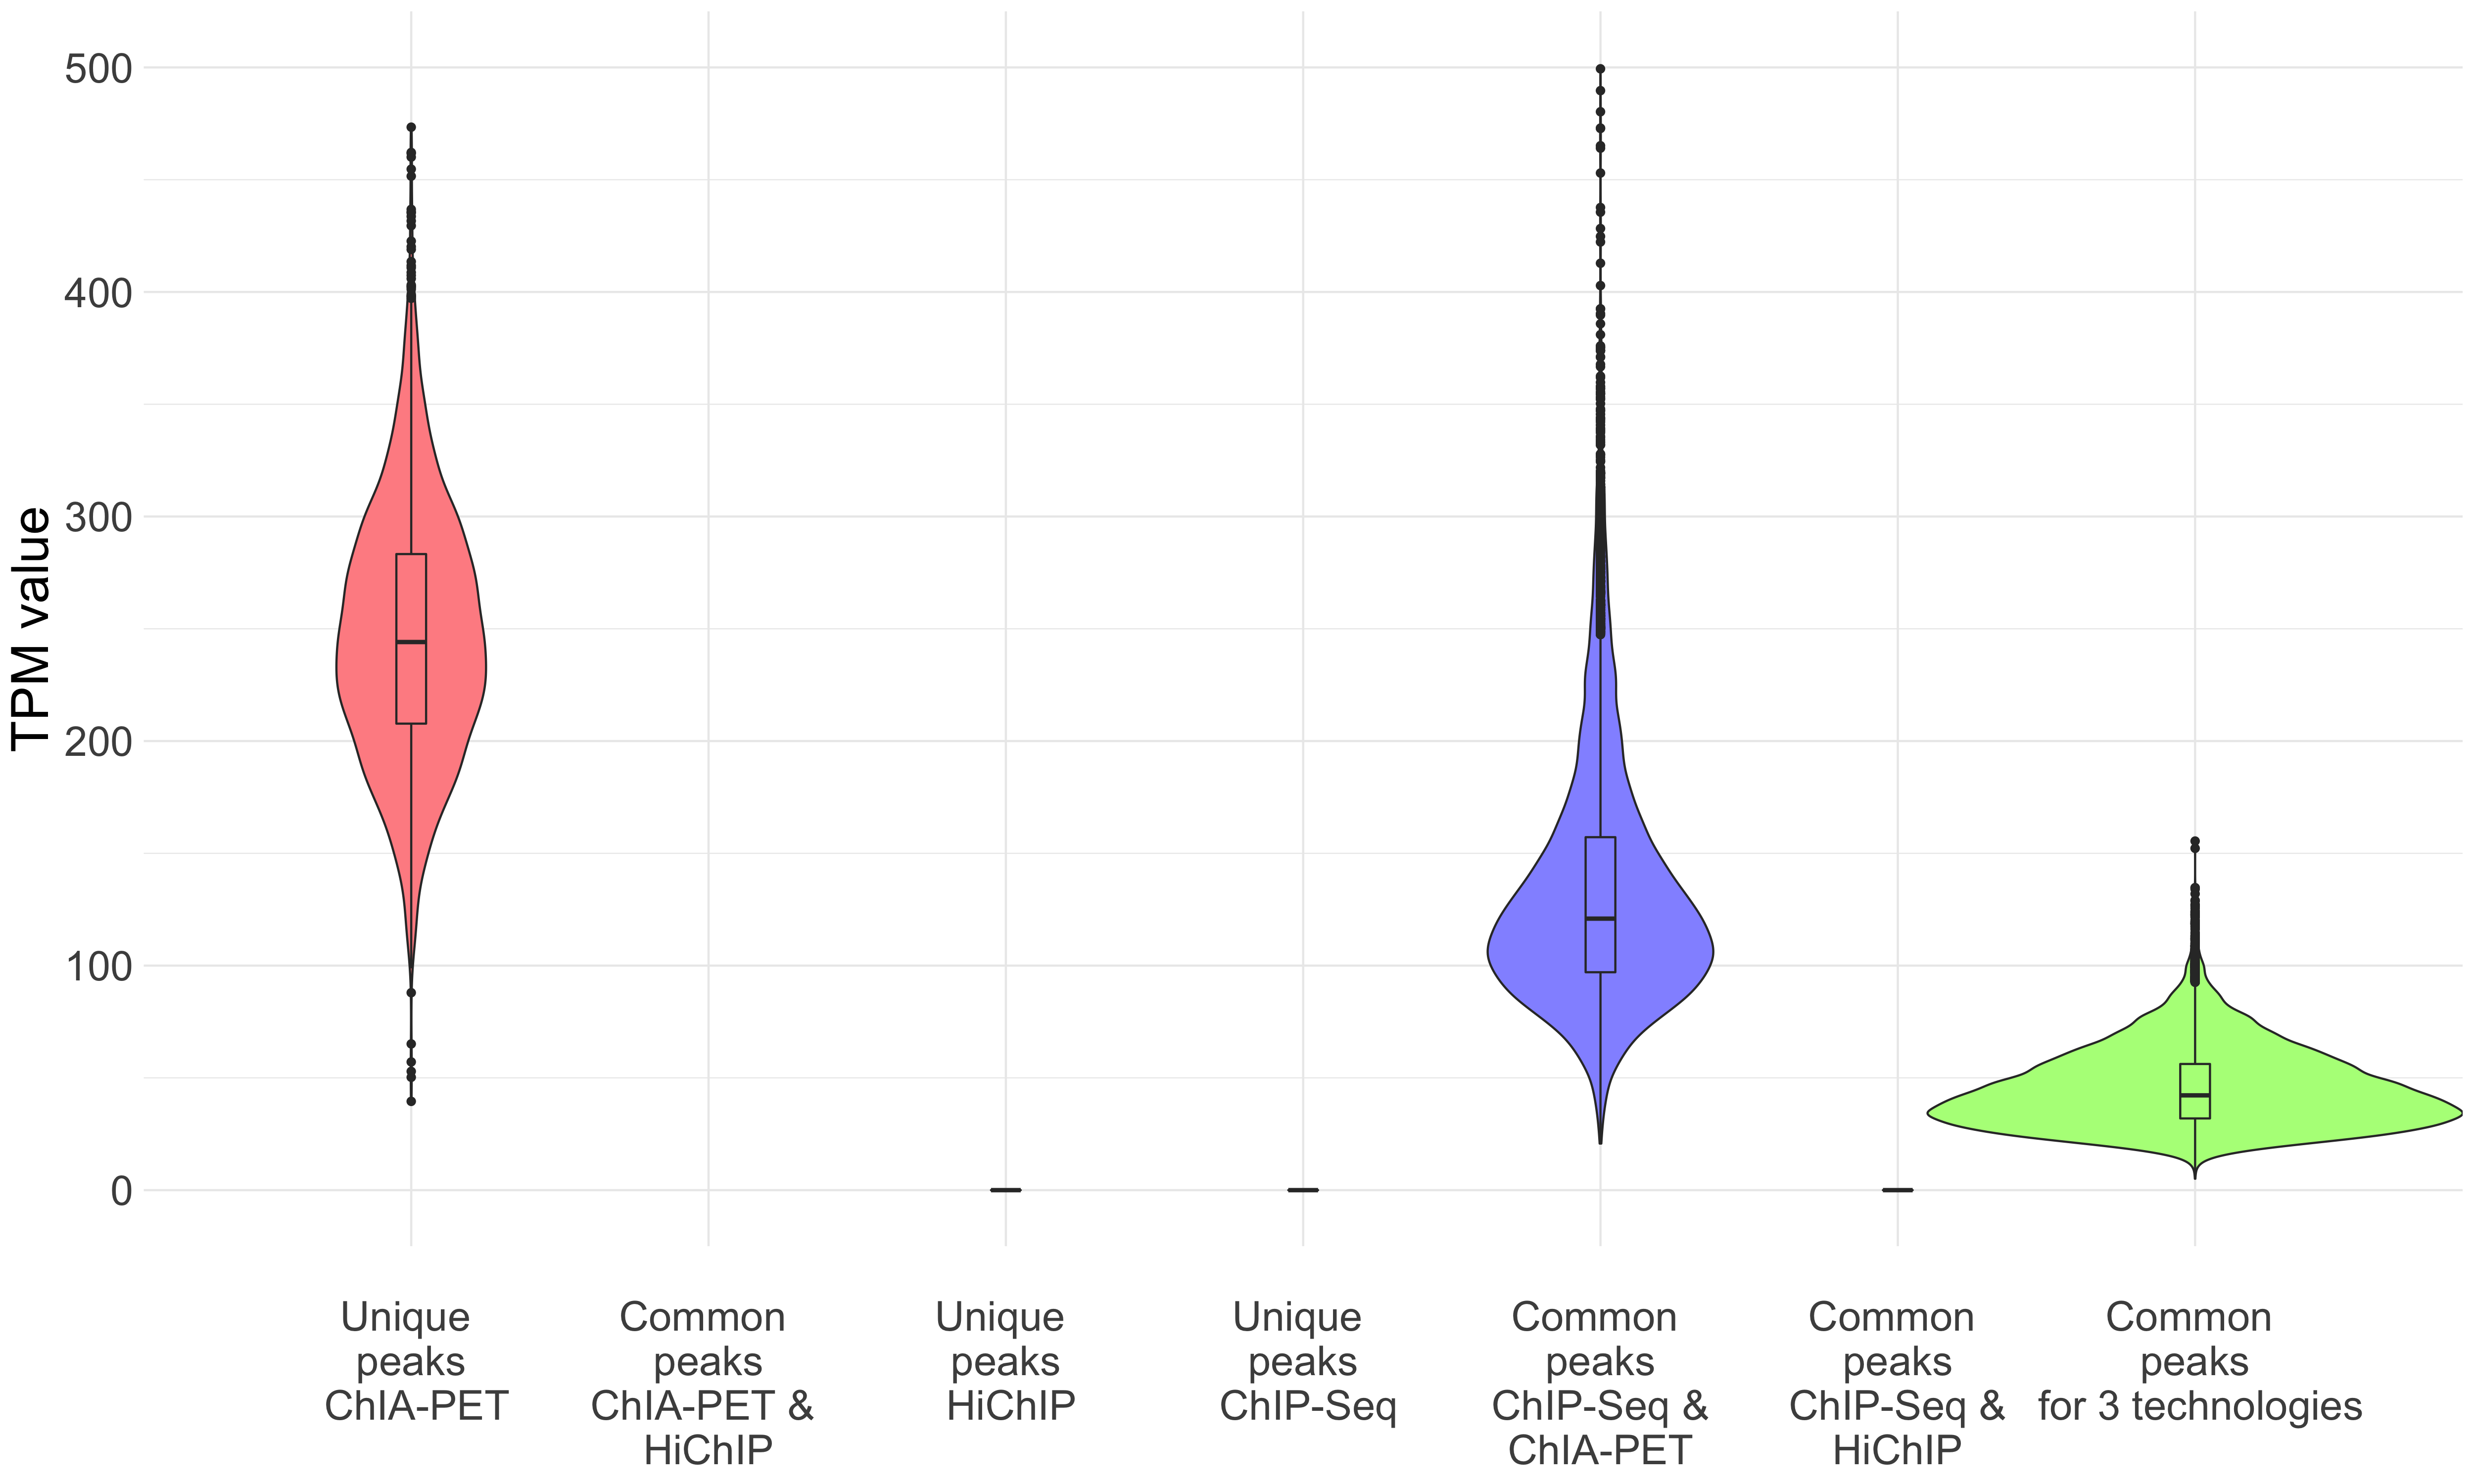 TPM value
500
400
300
200
100
0
Unique
peaks
ChIA-PET
Common
peaks
ChIA-PET &
HiChIP
Unique
peaks
HiChIP
Unique
peaks
ChIP-Seq
Common
peaks
ChIP-Seq &
ChIA-PET
Common
peaks
ChIP-Seq &
HiChIP
Common
peaks
for 3 technologies